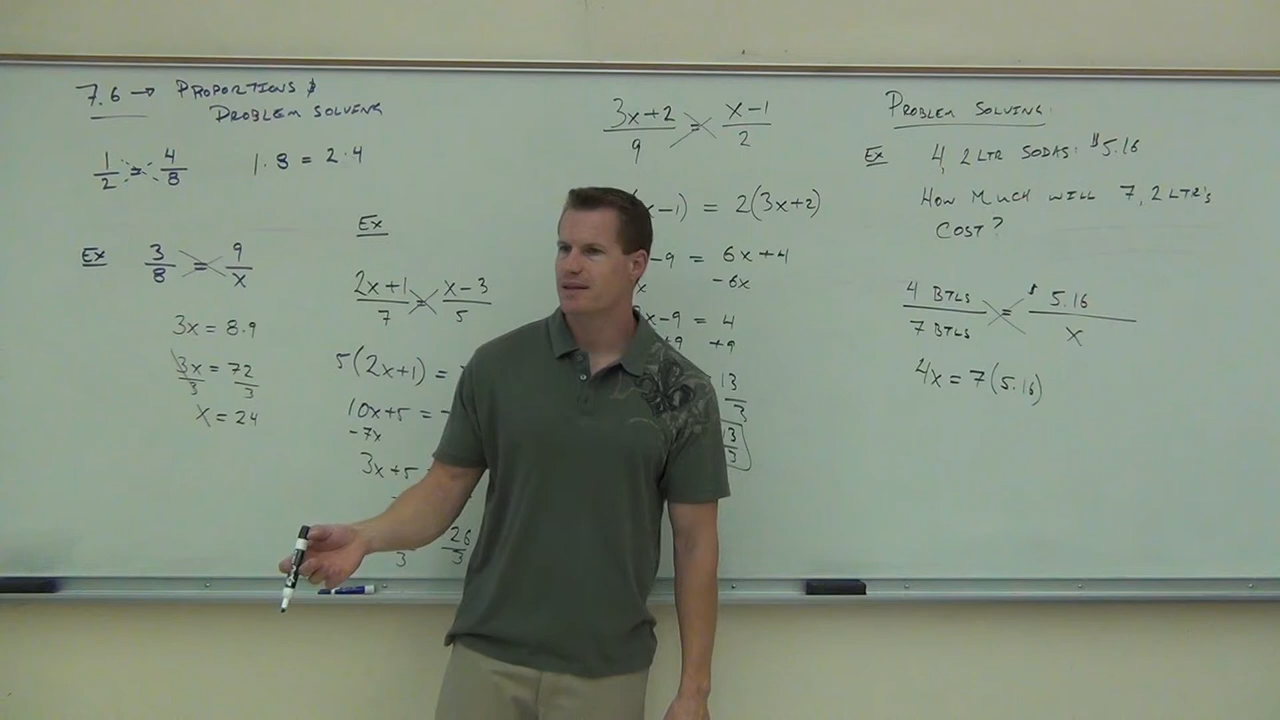 7.6 → PROPORTIONS &
PROBLEM SOLVING
1/2 = 4/8
1·8 = 2·4
Ex 3/8 = 9/x
3x = 8·9
3x/3 = 72/3
x = 24
Ex
2x+1/7 = x-3/5
5(2x+1) =
10x+5 =
-7x
3x+5
3
26/3
3x+2/9 = x-1/2
x-1) = 2(3x+2)
-9 = 6x+4
x -6x
x-9 = 4
+9 +9
13/3
13/3
PROBLEM SOLVING:
Ex 4, 2 LTR SODAS: $5.16
HOW MUCH WILL 7, 2 LTR's
COST?
4 BTLS/7 BTLS = $5.16/x
4x = 7(5.16)